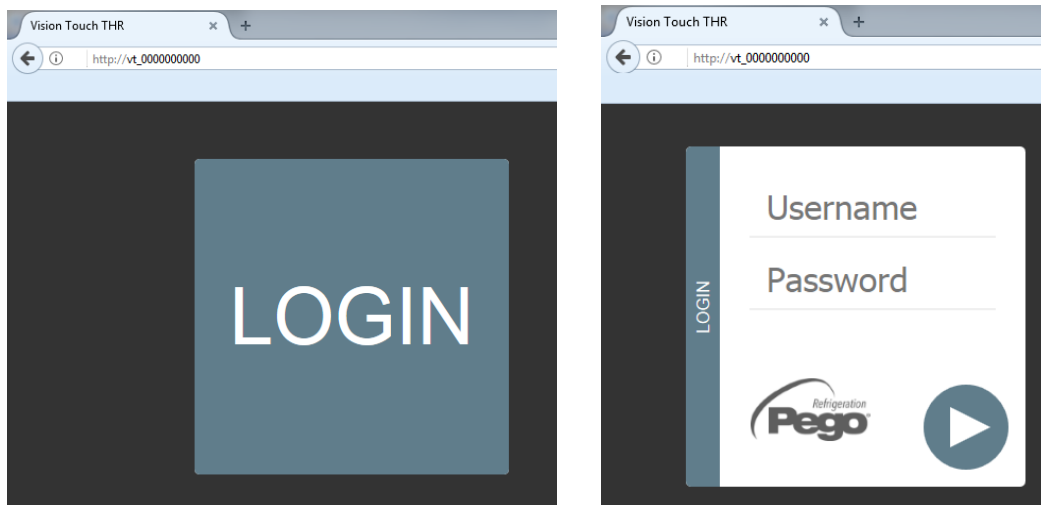 Vision Touch THR
http://vt_0000000000
LOGIN
Vision Touch THR
http://vt_0000000000
LOGIN
Username
Password
Refrigeration
Pego